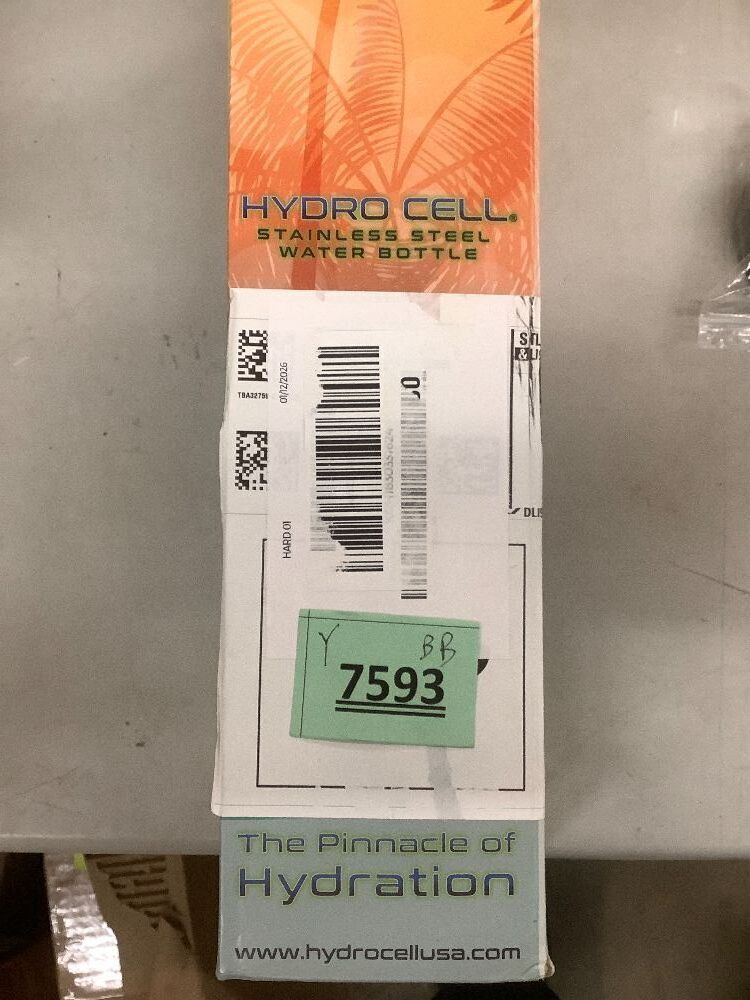 HYDRO CELL®
STAINLESS STEEL
WATER BOTTLE
01/12/2026
HARD 01
Y BB
7593
The Pinnacle of
Hydration
www.hydrocellusa.com